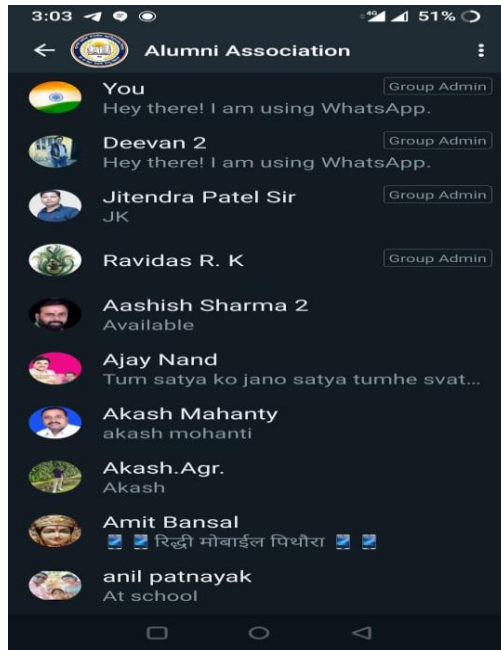 3:03 4G 51%
Alumni Association
You Group Admin
Hey there! I am using WhatsApp.
Deevan 2 Group Admin
Hey there! I am using WhatsApp.
Jitendra Patel Sir Group Admin
JK
Ravidas R. K Group Admin
Aashish Sharma 2
Available
Ajay Nand
Tum satya ko jano satya tumhe svat...
Akash Mahanty
akash mohanti
Akash.Agr.
Akash
Amit Bansal
रिद्धी मोबाईल पिथौरा
anil patnayak
At school